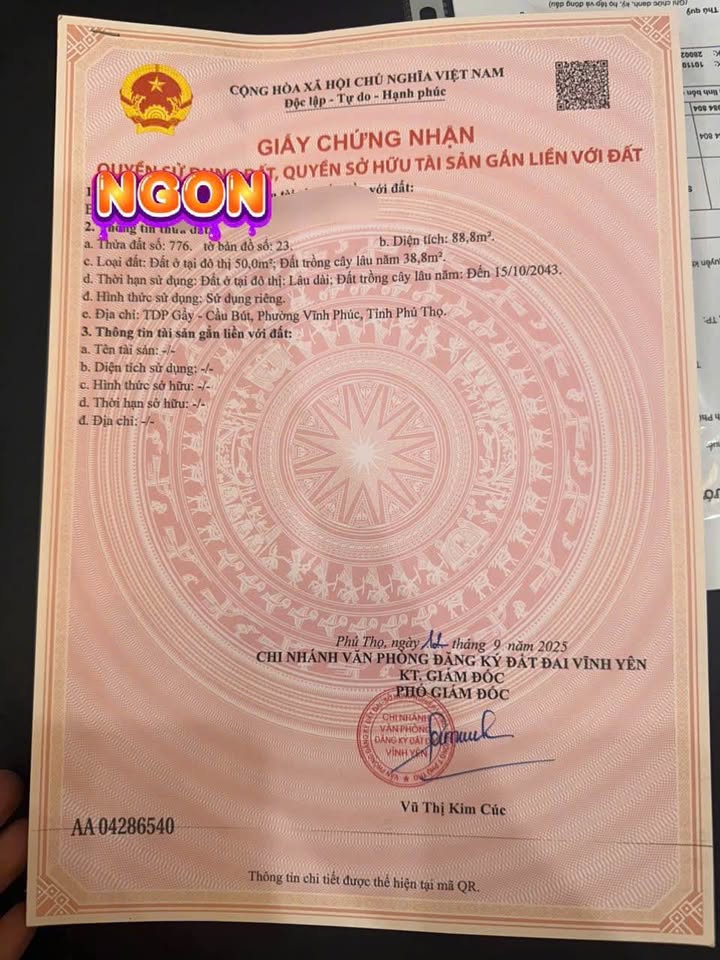 CỘNG HÒA XÃ HỘI CHỦ NGHĨA VIỆT NAM
Độc lập - Tự do - Hạnh phúc
GIẤY CHỨNG NHẬN
QUYỀN SỬ DỤNG ĐẤT, QUYỀN SỞ HỮU TÀI SẢN GẮN LIỀN VỚI ĐẤT
NGON
với đất:
2. Thông tin thửa đất:
a. Thửa đất số: 776. tờ bản đồ số: 23. b. Diện tích: 88,8m².
c. Loại đất: Đất ở tại đô thị 50,0m²; Đất trồng cây lâu năm 38,8m².
d. Thời hạn sử dụng: Đất ở tại đô thị: Lâu dài; Đất trồng cây lâu năm: Đến 15/10/2043.
đ. Hình thức sử dụng: Sử dụng riêng.
e. Địa chỉ: TDP Gẩy - Cầu Bút, Phường Vĩnh Phúc, Tỉnh Phú Thọ.
3. Thông tin tài sản gắn liền với đất:
a. Tên tài sản: -/-
b. Diện tích sử dụng: -/-
c. Hình thức sở hữu: -/-
d. Thời hạn sở hữu: -/-
đ. Địa chỉ: -/-
Phú Thọ, ngày 12 tháng 9 năm 2025
CHI NHÁNH VĂN PHÒNG ĐĂNG KÝ ĐẤT ĐAI VĨNH YÊN
KT. GIÁM ĐỐC
PHÓ GIÁM ĐỐC
CHI NHÁNH
VĂN PHÒNG
ĐĂNG KÝ ĐẤT Đ
VĨNH YÊN
Vũ Thị Kim Cúc
AA 04286540
Thông tin chi tiết được thể hiện tại mã QR.